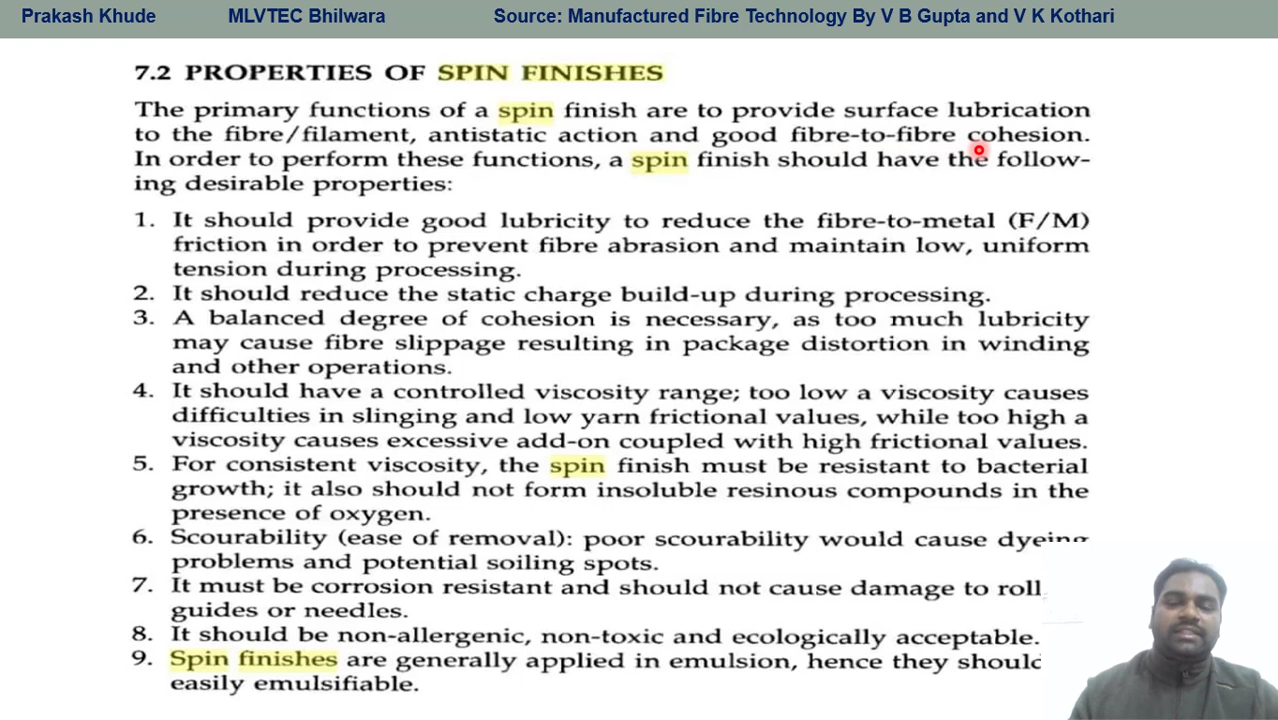 Prakash Khude MLVTEC Bhilwara Source: Manufactured Fibre Technology By V B Gupta and V K Kothari
7.2 PROPERTIES OF SPIN FINISHES
The primary functions of a spin finish are to provide surface lubrication
to the fibre/filament, antistatic action and good fibre-to-fibre cohesion.
In order to perform these functions, a spin finish should have the follow-
ing desirable properties:
1. It should provide good lubricity to reduce the fibre-to-metal (F/M)
friction in order to prevent fibre abrasion and maintain low, uniform
tension during processing.
2. It should reduce the static charge build-up during processing.
3. A balanced degree of cohesion is necessary, as too much lubricity
may cause fibre slippage resulting in package distortion in winding
and other operations.
4. It should have a controlled viscosity range; too low a viscosity causes
difficulties in slinging and low yarn frictional values, while too high a
viscosity causes excessive add-on coupled with high frictional values.
5. For consistent viscosity, the spin finish must be resistant to bacterial
growth; it also should not form insoluble resinous compounds in the
presence of oxygen.
6. Scourability (ease of removal): poor scourability would cause dyeing
problems and potential soiling spots.
7. It must be corrosion resistant and should not cause damage to roll
guides or needles.
8. It should be non-allergenic, non-toxic and ecologically acceptable.
9. Spin finishes are generally applied in emulsion, hence they should
easily emulsifiable.